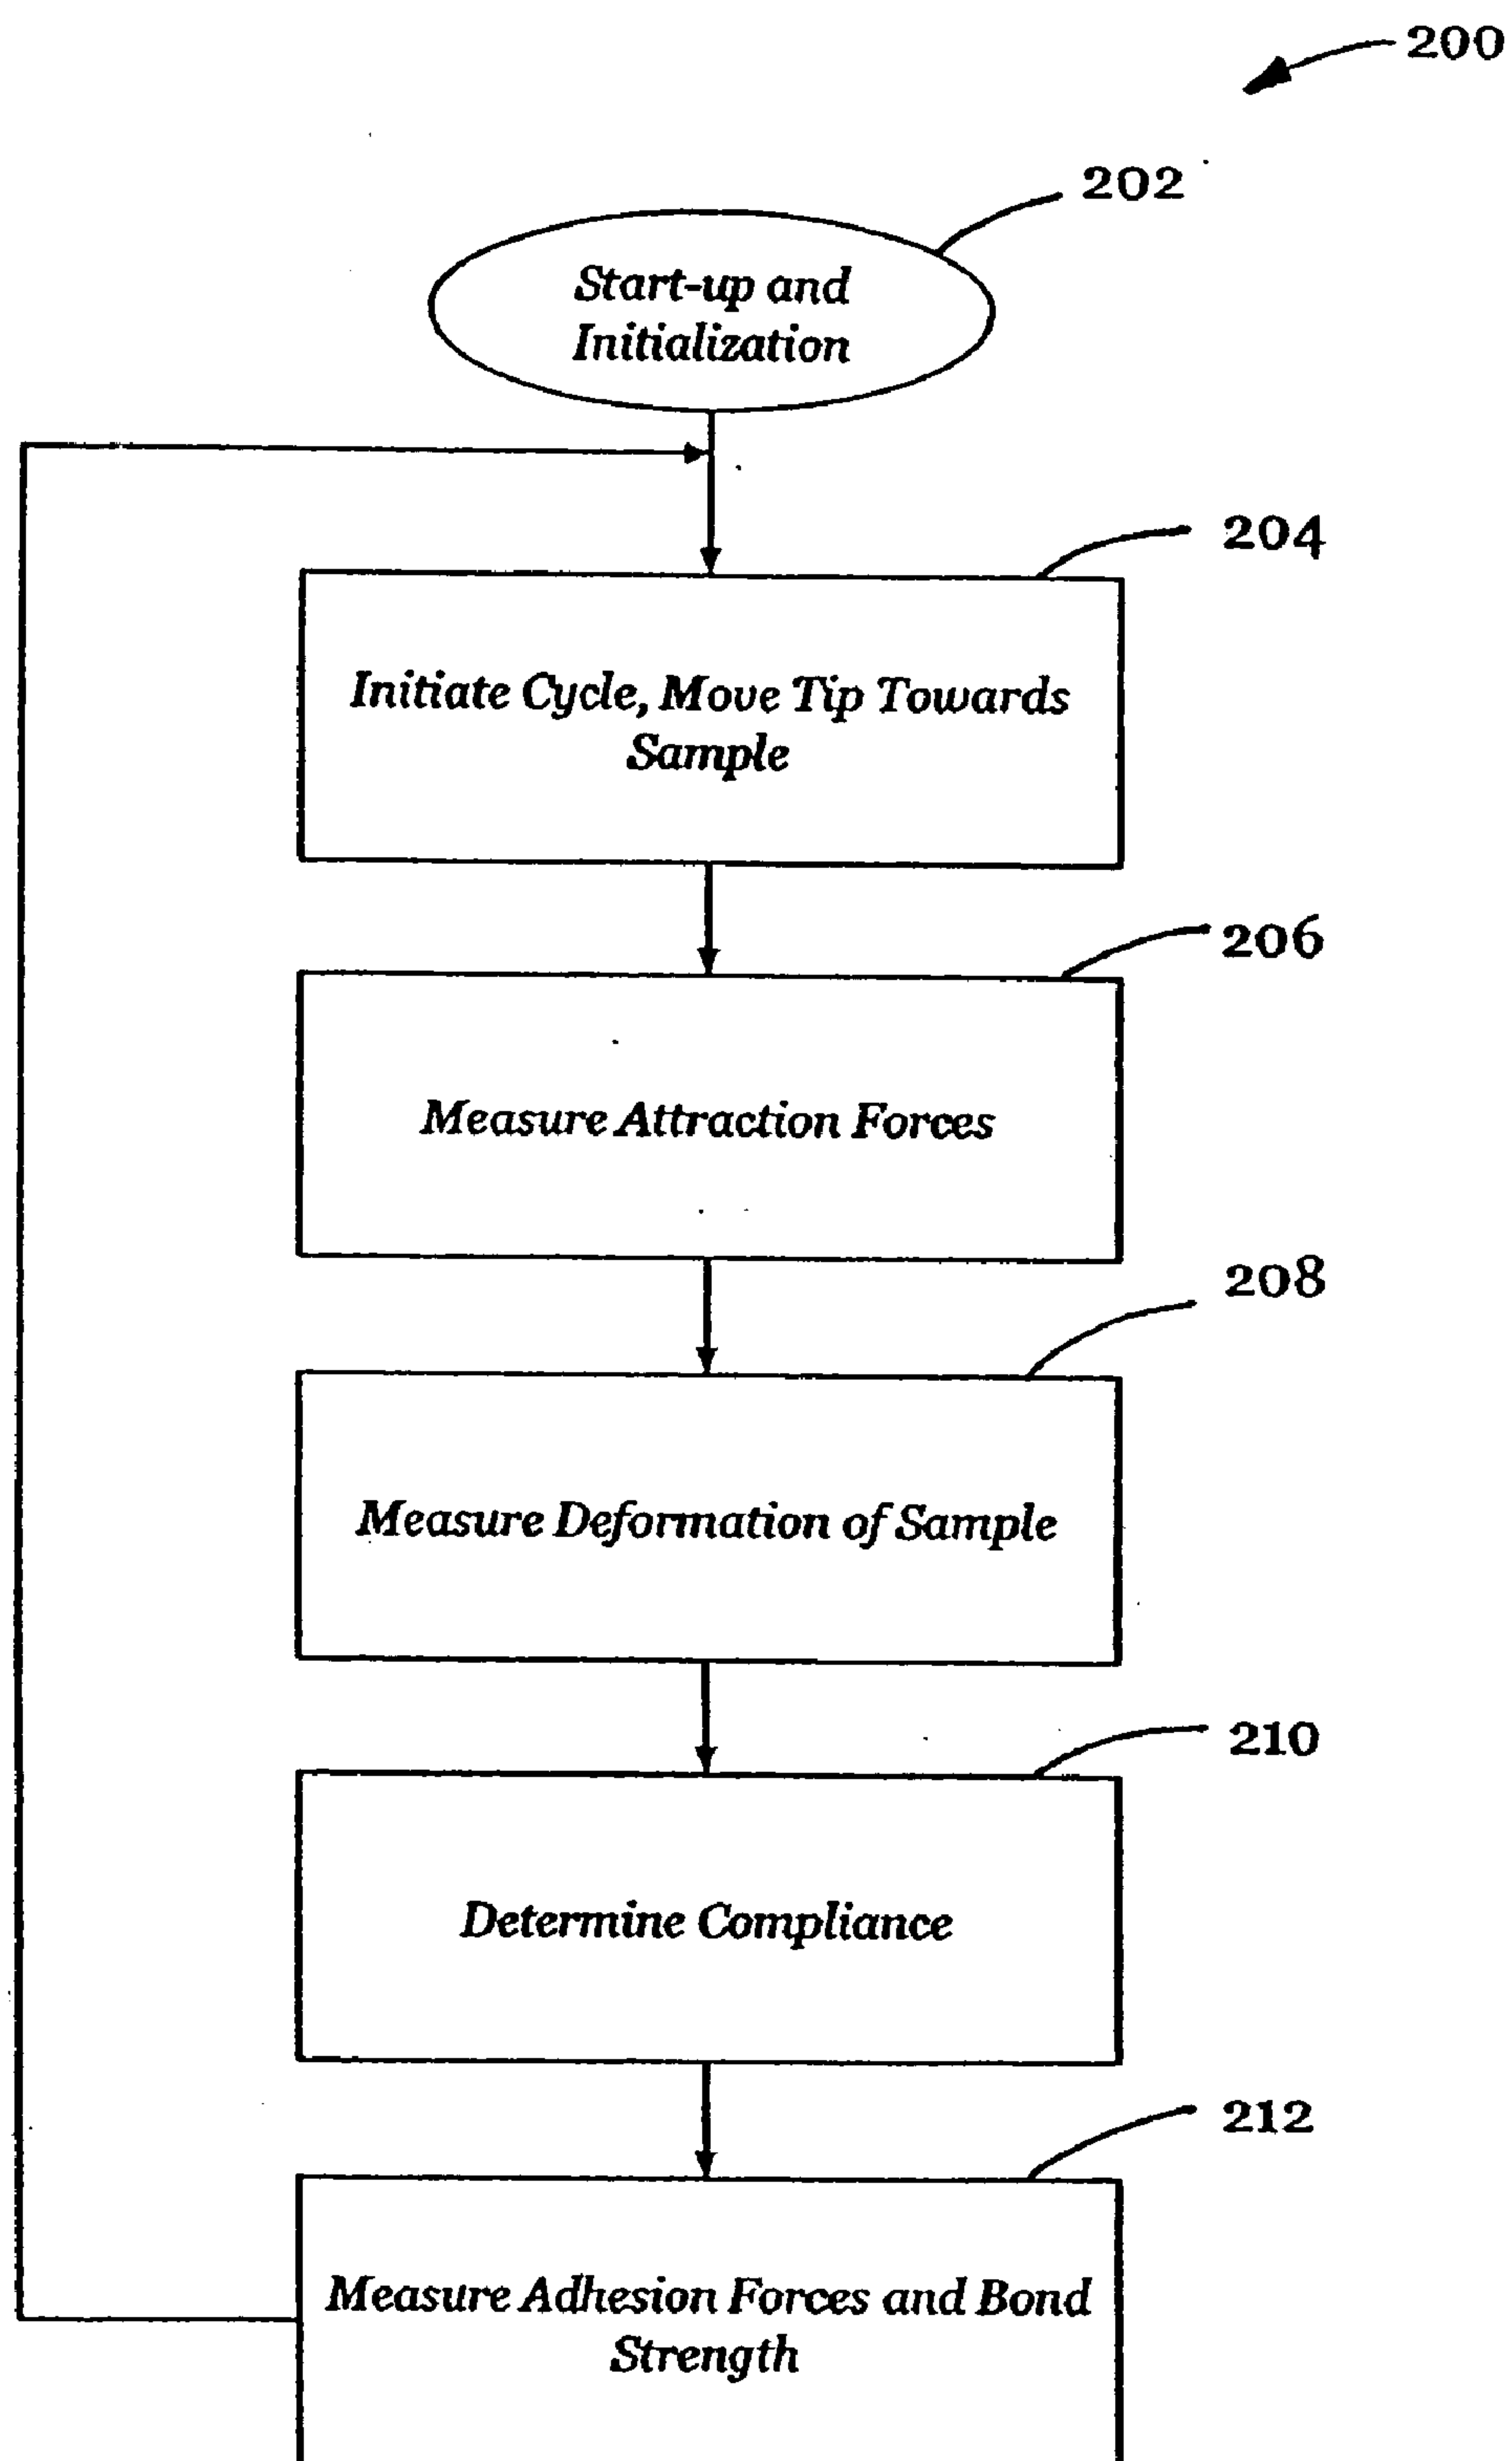 200
202
Start-up and
Initialization
204
Initiate Cycle, Move Tip Towards
Sample
206
Measure Attraction Forces
208
Measure Deformation of Sample
210
Determine Compliance
212
Measure Adhesion Forces and Bond
Strength